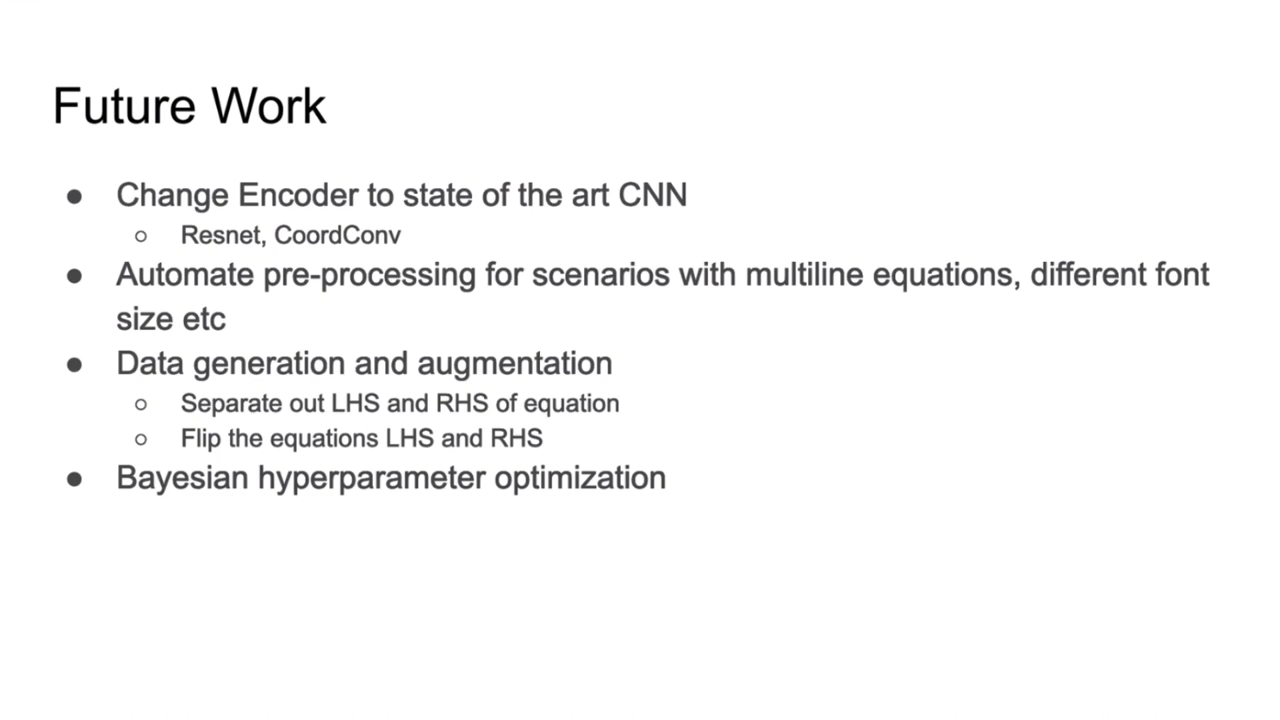 Future Work
● Change Encoder to state of the art CNN
○ Resnet, CoordConv
● Automate pre-processing for scenarios with multiline equations, different font
size etc
● Data generation and augmentation
○ Separate out LHS and RHS of equation
○ Flip the equations LHS and RHS
● Bayesian hyperparameter optimization